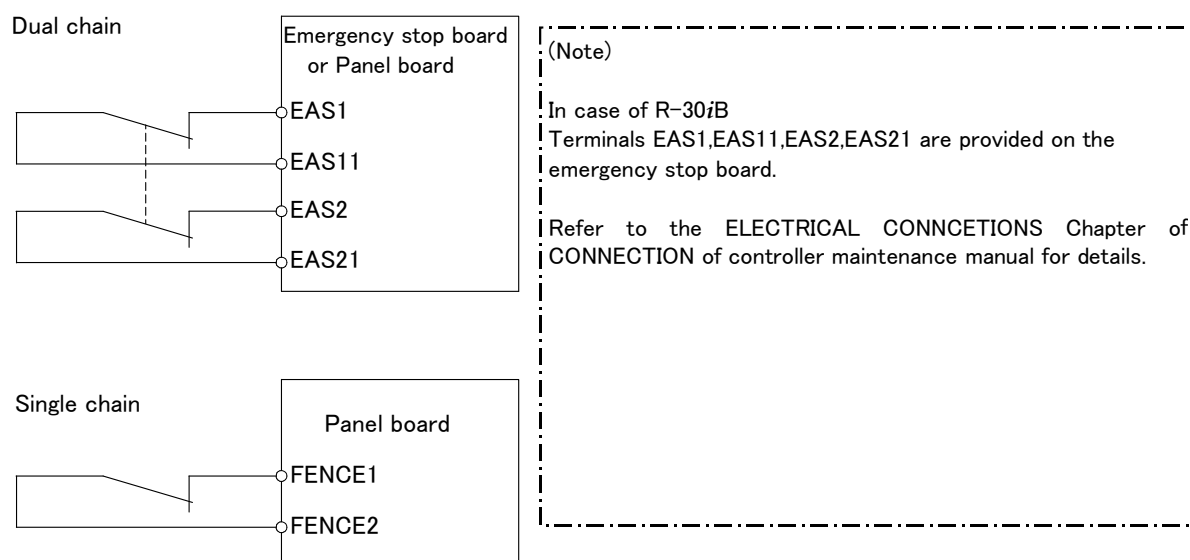 Dual chain
Emergency stop board
or Panel board
EAS1
EAS11
EAS2
EAS21
Single chain
Panel board
FENCE1
FENCE2
(Note)
In case of R-30iB
Terminals EAS1,EAS11,EAS2,EAS21 are provided on the
emergency stop board.
Refer to the ELECTRICAL CONNCETIONS Chapter of
CONNECTION of controller maintenance manual for details.